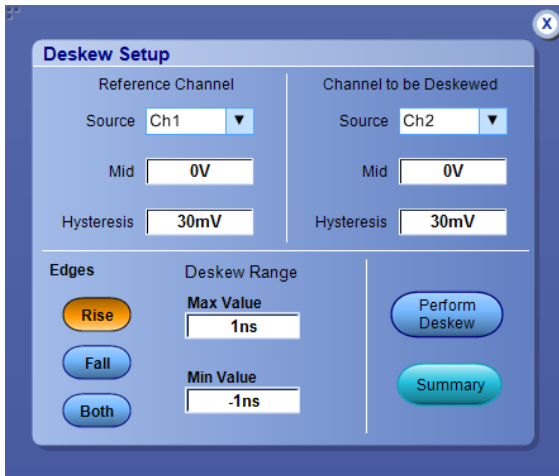 X
Deskew Setup
Reference Channel
Source Ch1
Mid 0V
Hysteresis 30mV
Channel to be Deskewed
Source Ch2
Mid 0V
Hysteresis 30mV
Edges
Rise
Fall
Both
Deskew Range
Max Value
1ns
Min Value
-1ns
Perform
Deskew
Summary